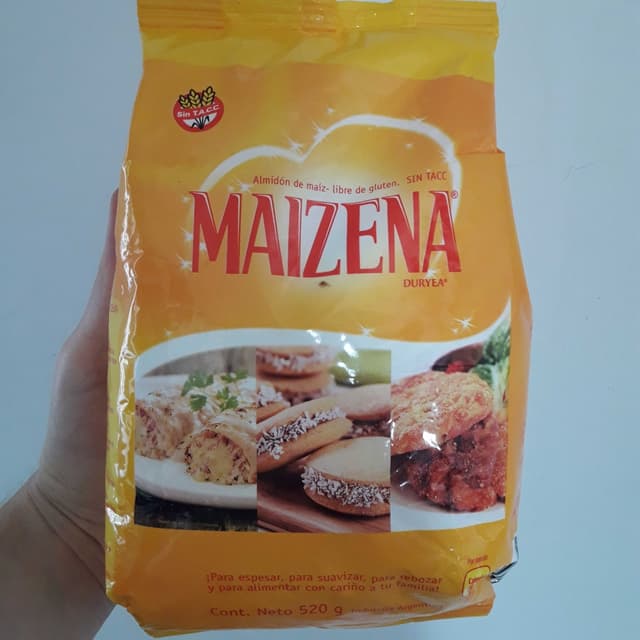 Sin T.A.C.C.
Almidón de maíz- libre de gluten. SIN TACC
MAIZENA®
DURYEA®
¡Para espesar, para suavizar, para rebozar
y para alimentar con cariño a tu familia!
Cont. Neto 520 g